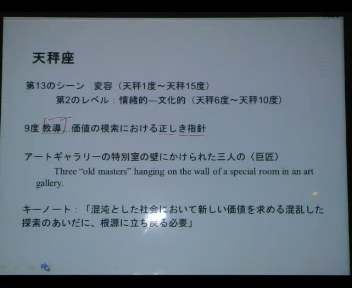 天秤座
第13のシーン　変容（天秤1度～天秤15度）
第2のレベル：情緒的―文化的（天秤6度～天秤10度）
9度 教導：価値の模索における正しき指針
アートギャラリーの特別室の壁にかけられた三人の〈巨匠〉
Three “old masters” hanging on the wall of a special room in an art
gallery.
キーノート：「混沌とした社会において新しい価値を求める混乱した
探索のあいだに、根源に立ち戻る必要」